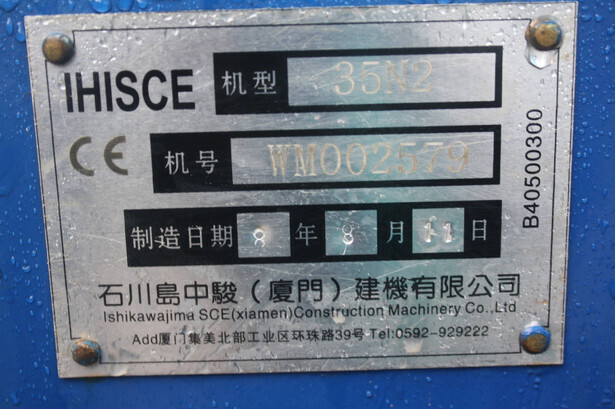 IHISCE 机型 35N2
CE 机号 WM002579
制造日期 8 年 8 月 11 日
石川島中駿（廈門）建機有限公司
Ishikawajima SCE(xiamen)Construction Machinery Co.,Ltd
Add厦门集美北部工业区环珠路39号 Tel:0592-929222
B40500300